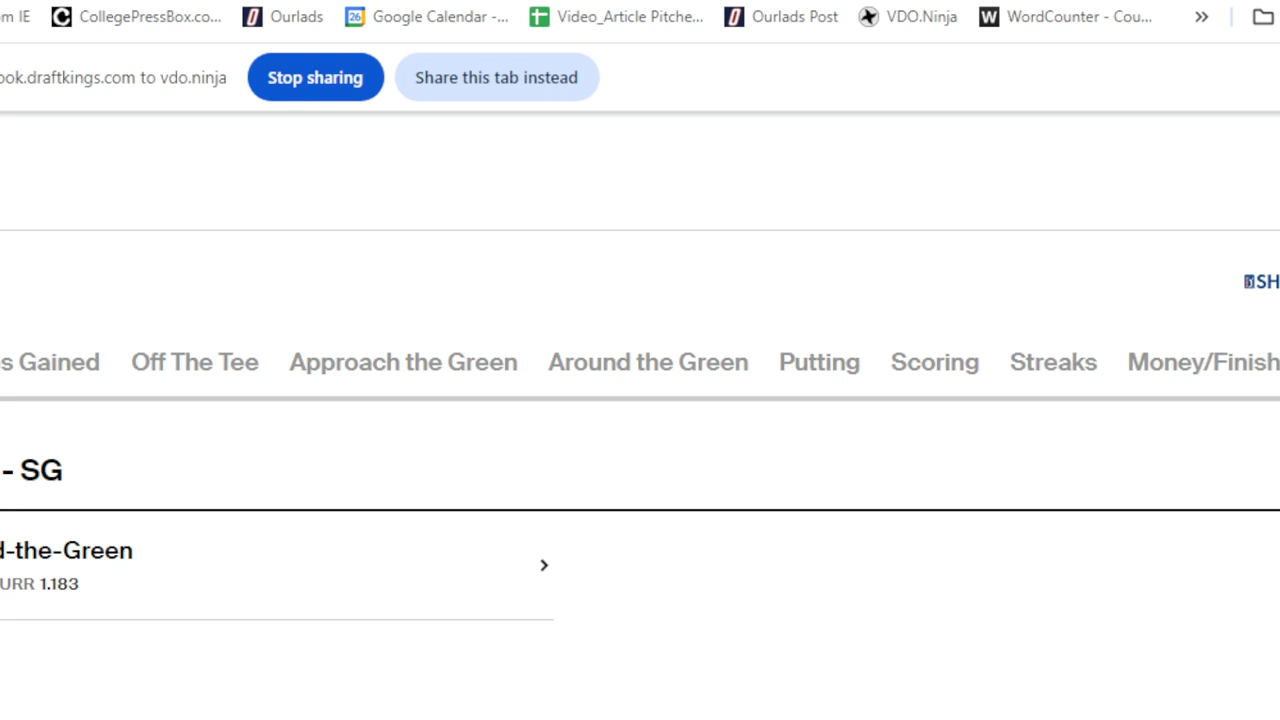 m IE CollegePressBox.co... Ourlads Google Calendar -... Video_Article Pitche... Ourlads Post VDO.Ninja WordCounter - Cou...
ook.draftkings.com to vdo.ninja Stop sharing Share this tab instead
SH
s Gained Off The Tee Approach the Green Around the Green Putting Scoring Streaks Money/Finish
- SG
d-the-Green
URR 1.183